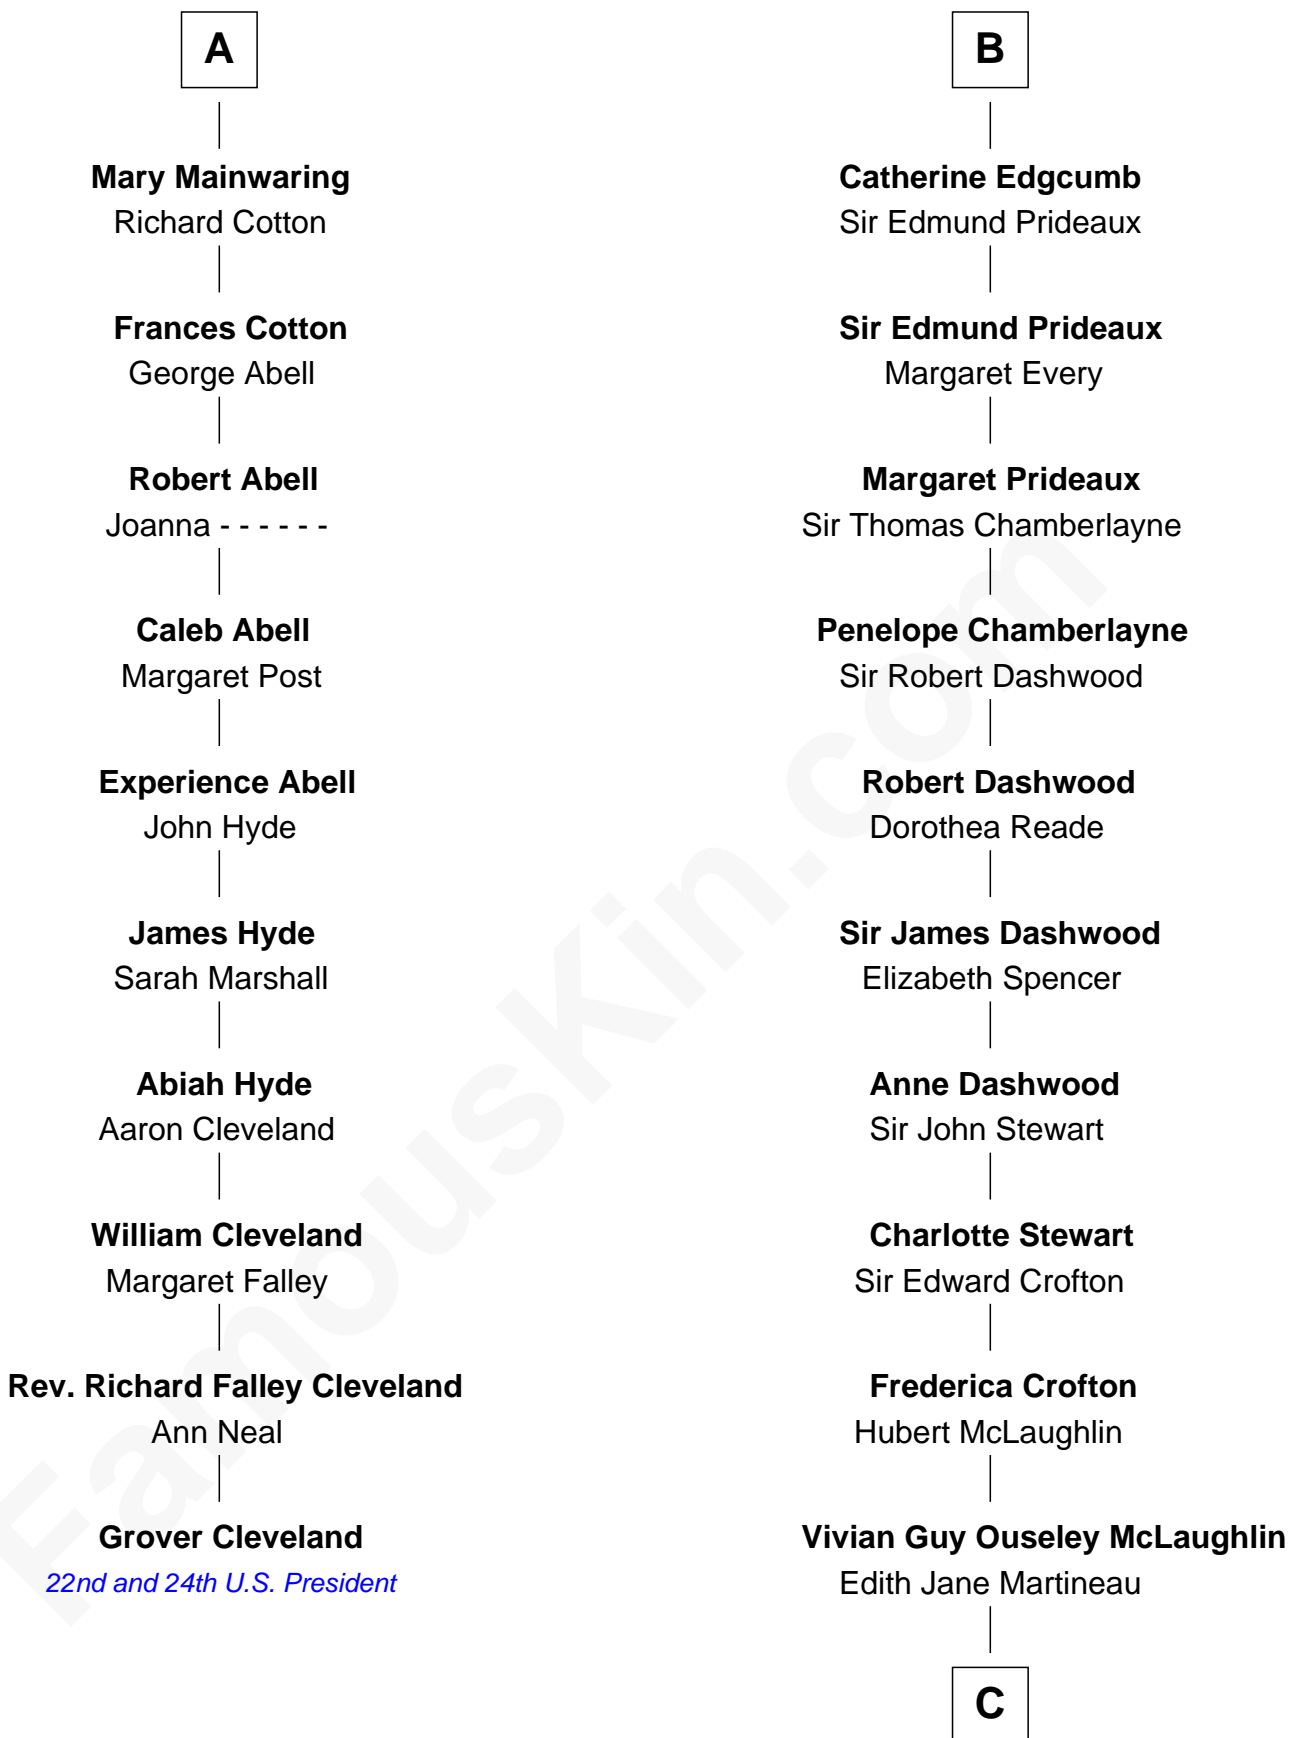 A
Mary Mainwaring
Richard Cotton
Frances Cotton
George Abell
Robert Abell
Joanna - - - - - -
Caleb Abell
Margaret Post
Experience Abell
John Hyde
James Hyde
Sarah Marshall
Abiah Hyde
Aaron Cleveland
William Cleveland
Margaret Falley
Rev. Richard Falley Cleveland
Ann Neal
Grover Cleveland
22nd and 24th U.S. President
B
Catherine Edgcumb
Sir Edmund Prideaux
Sir Edmund Prideaux
Margaret Every
Margaret Prideaux
Sir Thomas Chamberlayne
Penelope Chamberlayne
Sir Robert Dashwood
Robert Dashwood
Dorothea Reade
Sir James Dashwood
Elizabeth Spencer
Anne Dashwood
Sir John Stewart
Charlotte Stewart
Sir Edward Crofton
Frederica Crofton
Hubert McLaughlin
Vivian Guy Ouseley McLaughlin
Edith Jane Martineau
C
FamousKin.com